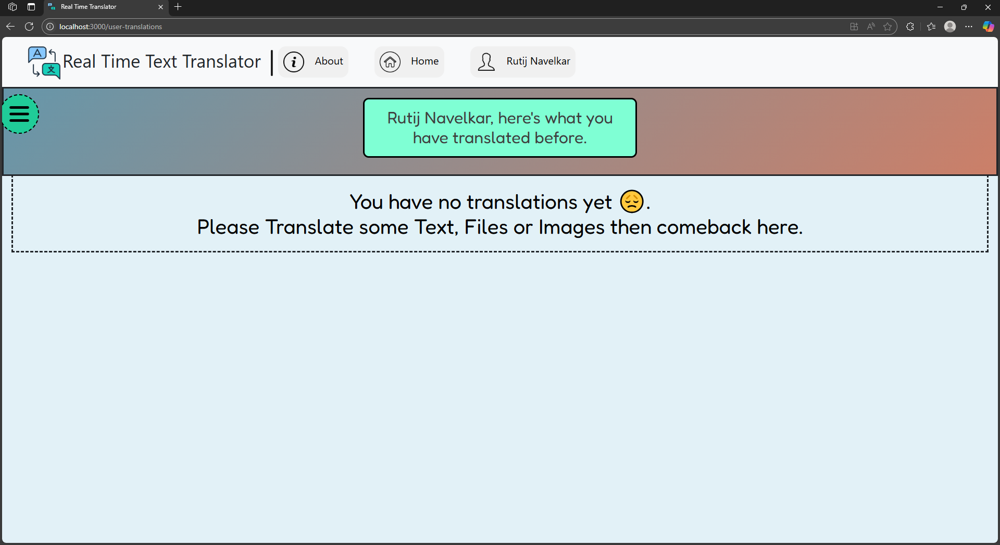 Real Time Translator
localhost:3000/user-translations
A
文
Real Time Text Translator
About
Home
Rutij Navelkar
Rutij Navelkar, here's what you
have translated before.
You have no translations yet 😔.
Please Translate some Text, Files or Images then comeback here.